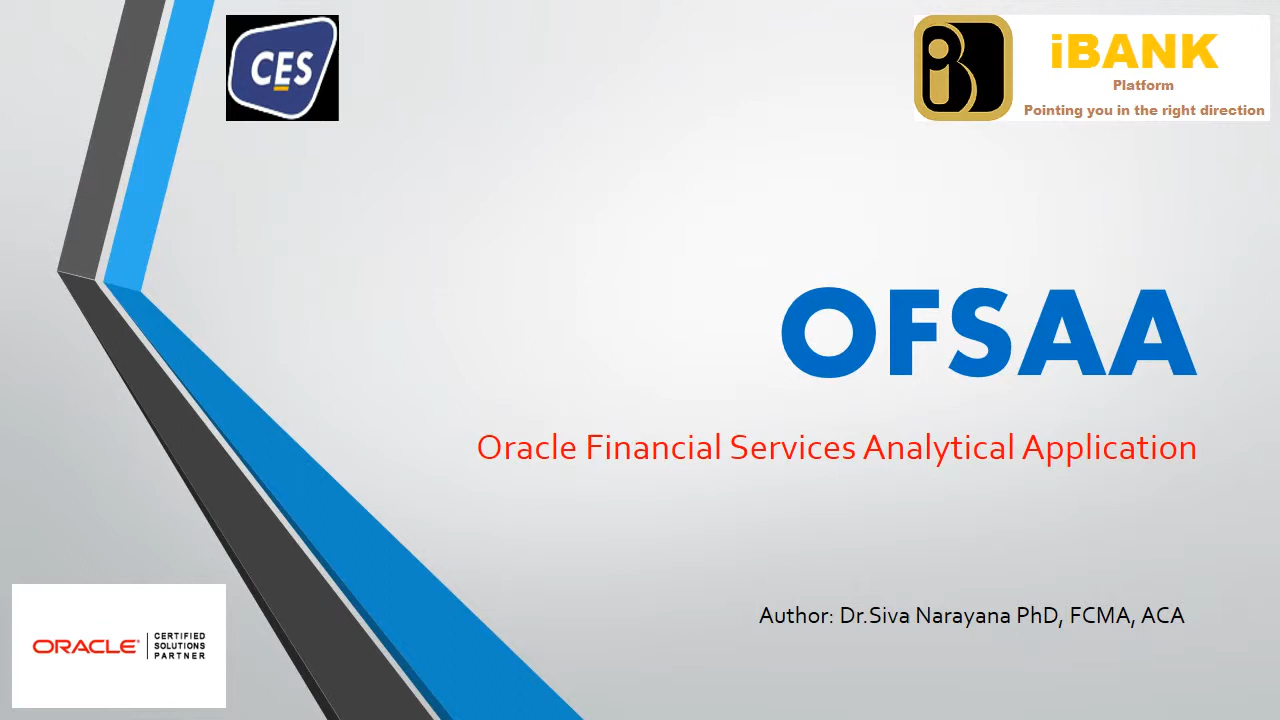 CES
iBANK
Platform
Pointing you in the right direction
OFSAA
Oracle Financial Services Analytical Application
Author: Dr.Siva Narayana PhD, FCMA, ACA
ORACLE® CERTIFIED
SOLUTIONS
PARTNER